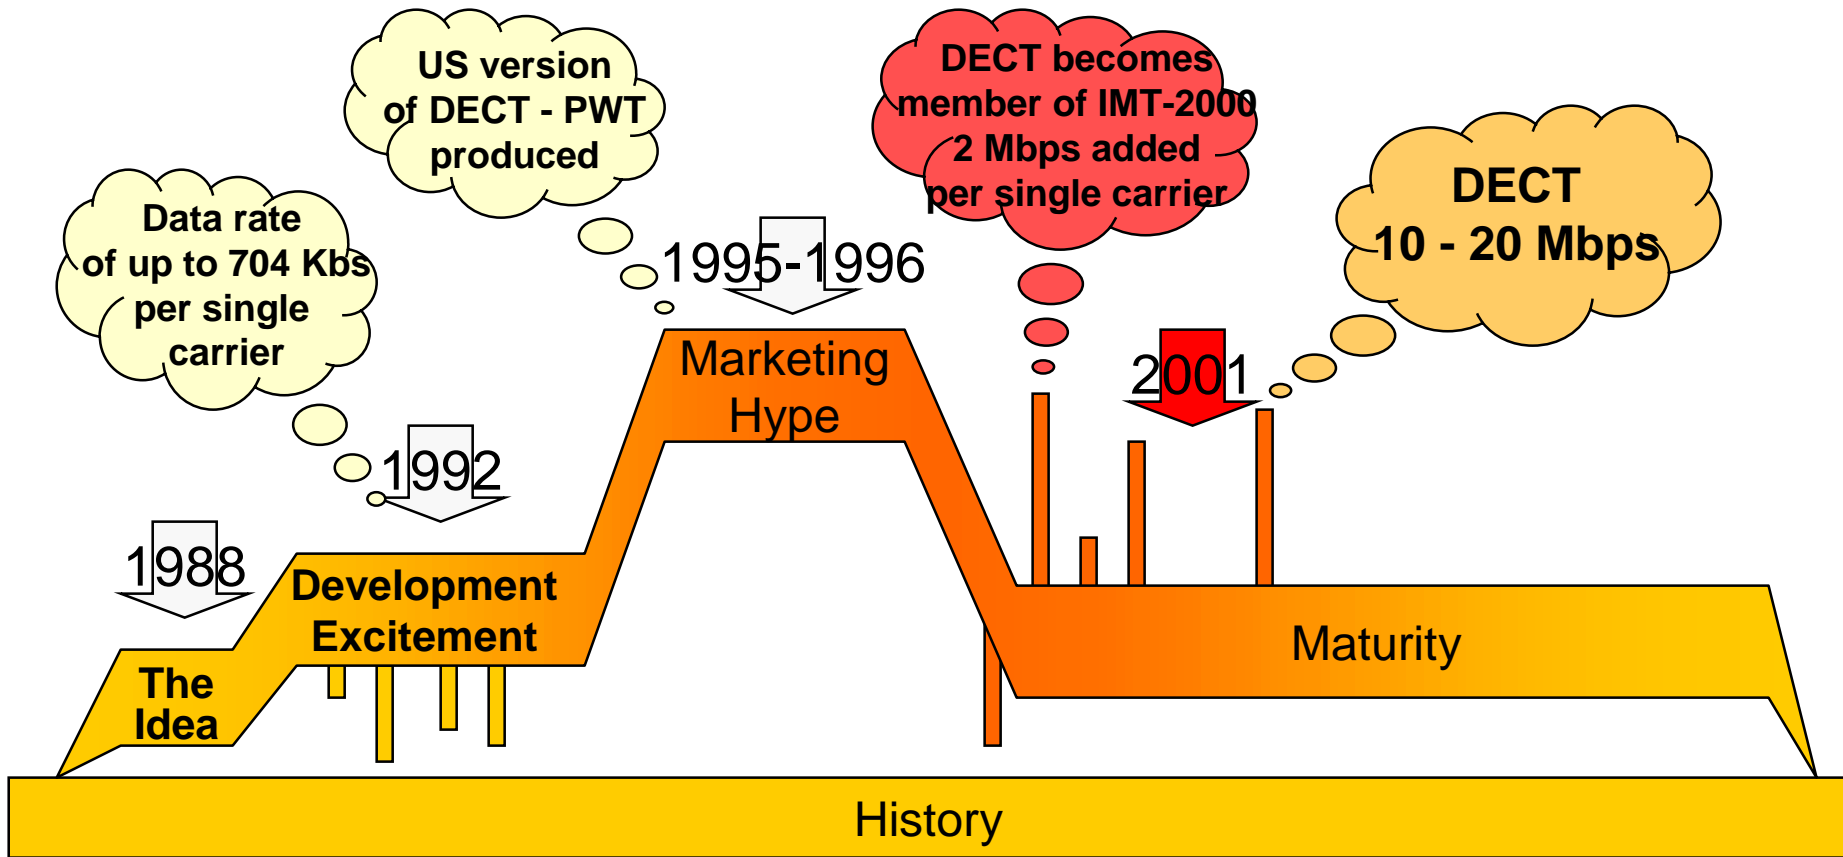 US version
of DECT - PWT
produced
DECT becomes
member of IMT-2000
2 Mbps added
per single carrier
DECT
10 - 20 Mbps
Data rate
of up to 704 Kbs
per single
carrier
1995-1996
Marketing
Hype
2001
1992
1988
Development
Excitement
The
Idea
Maturity
History